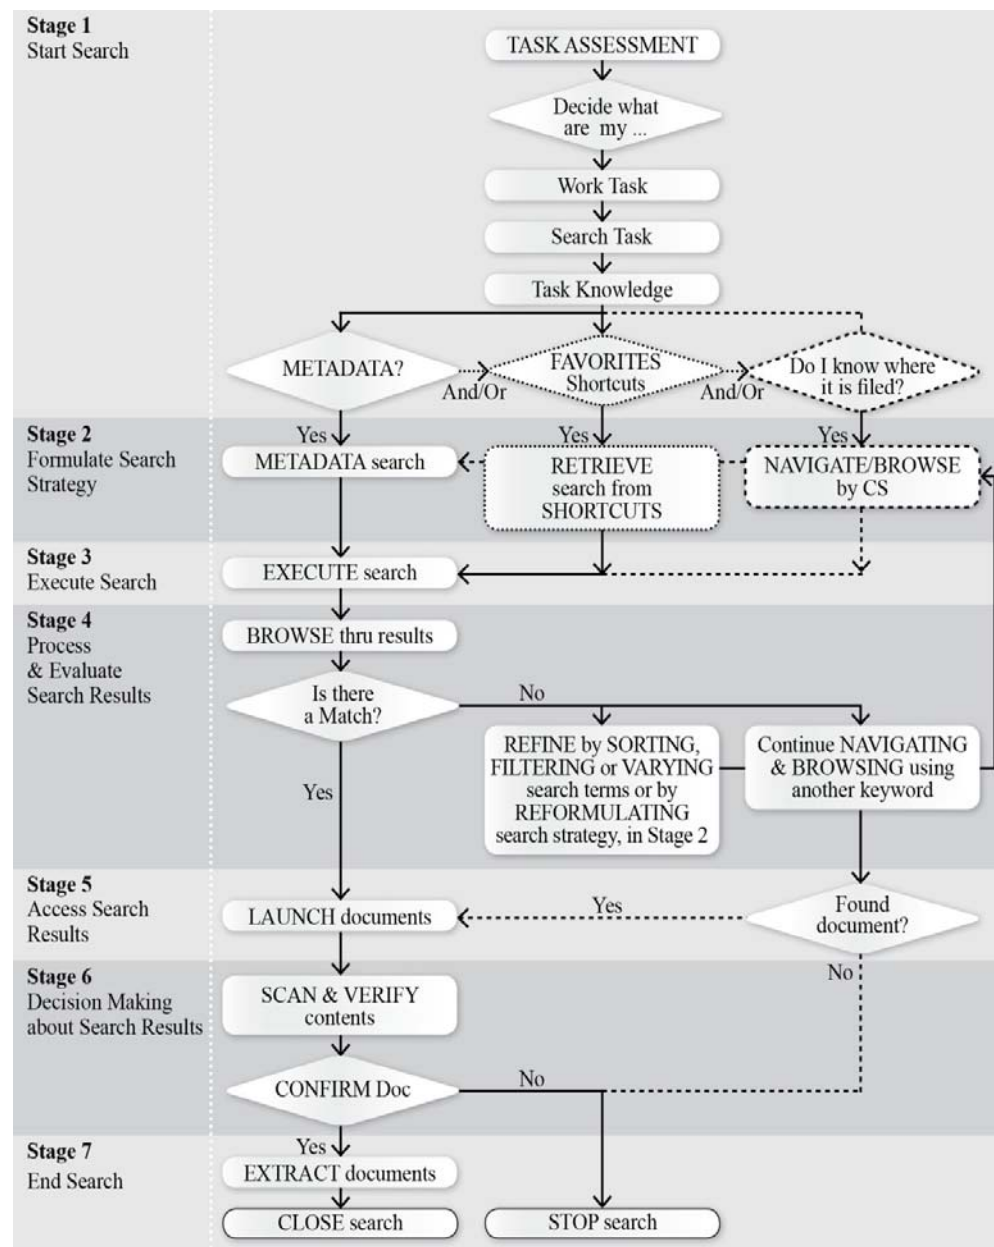 Stage 1
Start Search
TASK ASSESSMENT
Decide what
are my ...
Work Task
Search Task
Task Knowledge
METADATA?
And/Or
FAVORITES
Shortcuts
And/Or
Do I know where
it is filed?
Stage 2
Formulate Search
Strategy
Yes
METADATA search
Yes
RETRIEVE
search from
SHORTCUTS
Yes
NAVIGATE/BROWSE
by CS
Stage 3
Execute Search
EXECUTE search
Stage 4
Process
& Evaluate
Search Results
BROWSE thru results
Is there
a Match?
No
Yes
REFINE by SORTING,
FILTERING or VARYING
search terms or by
REFORMULATING
search strategy, in Stage 2
Continue NAVIGATING
& BROWSING using
another keyword
Stage 5
Access Search
Results
LAUNCH documents
Yes
Found
document?
No
Stage 6
Decision Making
about Search Results
SCAN & VERIFY
contents
CONFIRM Doc
No
Stage 7
End Search
Yes
EXTRACT documents
CLOSE search
STOP search